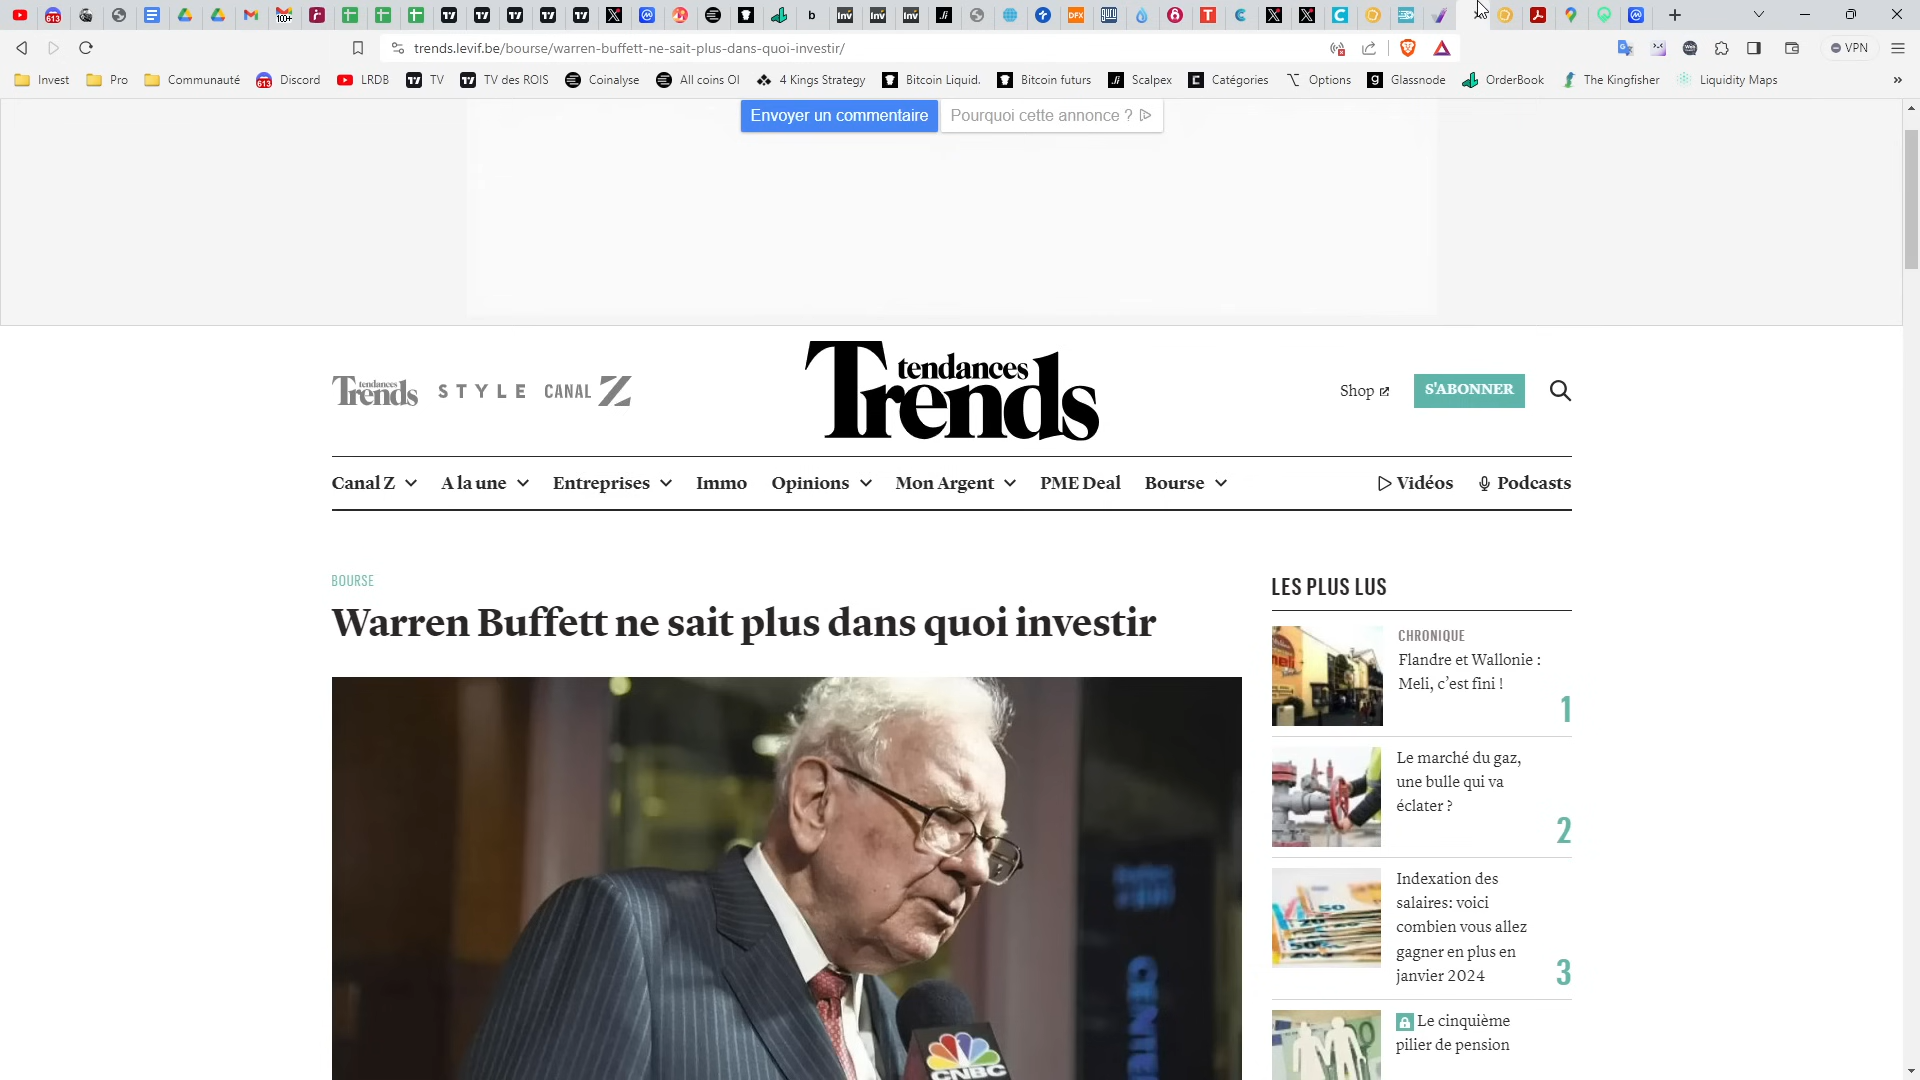 trends.levif.be/bourse/warren-buffett-ne-sait-plus-dans-quoi-investir/
VPN
Invest
Pro
Communauté
Discord
LRDB
TV
TV des ROIS
Coinalyse
All coins OI
4 Kings Strategy
Bitcoin Liquid.
Bitcoin futurs
Scalpex
Catégories
Options
Glassnode
OrderBook
The Kingfisher
Liquidity Maps
Envoyer un commentaire
Pourquoi cette annonce ?
tendances
Trends
STYLE
CANAL Z
tendances
Trends
Shop
S'ABONNER
Canal Z
A la une
Entreprises
Immo
Opinions
Mon Argent
PME Deal
Bourse
Vidéos
Podcasts
BOURSE
Warren Buffett ne sait plus dans quoi investir
LES PLUS LUS
CHRONIQUE
Flandre et Wallonie :
Meli, c’est fini !
1
Le marché du gaz,
une bulle qui va
éclater ?
2
Indexation des
salaires: voici
combien vous allez
gagner en plus en
janvier 2024
3
Le cinquième
pilier de pension
CNBC